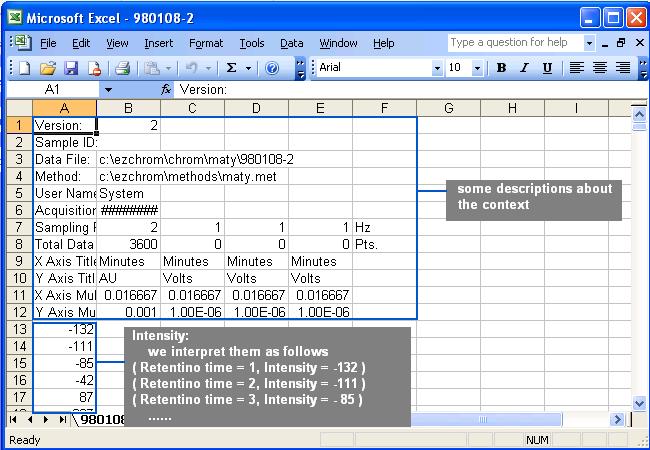 Microsoft Excel - 980108-2
File Edit View Insert Format Tools Data Window Help Type a question for help
Σ Arial 10 B I U
A1 fx Version:
A B C D E F G H I
1 Version: 2
2 Sample ID:
3 Data File: c:\ezchrom\chrom\maty\980108-2
4 Method: c:\ezchrom\methods\maty.met
5 User Name System
6 Acquisition #######
7 Sampling F 2 1 1 1 Hz
8 Total Data 3600 0 0 0 Pts.
9 X Axis Title Minutes Minutes Minutes Minutes
10 Y Axis Titl AU Volts Volts Volts
11 X Axis Mul 0.016667 0.016667 0.016667 0.016667
12 Y Axis Mu 0.001 1.00E-06 1.00E-06 1.00E-06
some descriptions about
the context
13 -132
14 -111
15 -85
16 -42
17 87
Intensity:
we interpret them as follows
( Retentino time = 1, Intensity = -132 )
( Retentino time = 2, Intensity = -111 )
( Retentino time = 3, Intensity = - 85 )
......
980108
Ready NUM